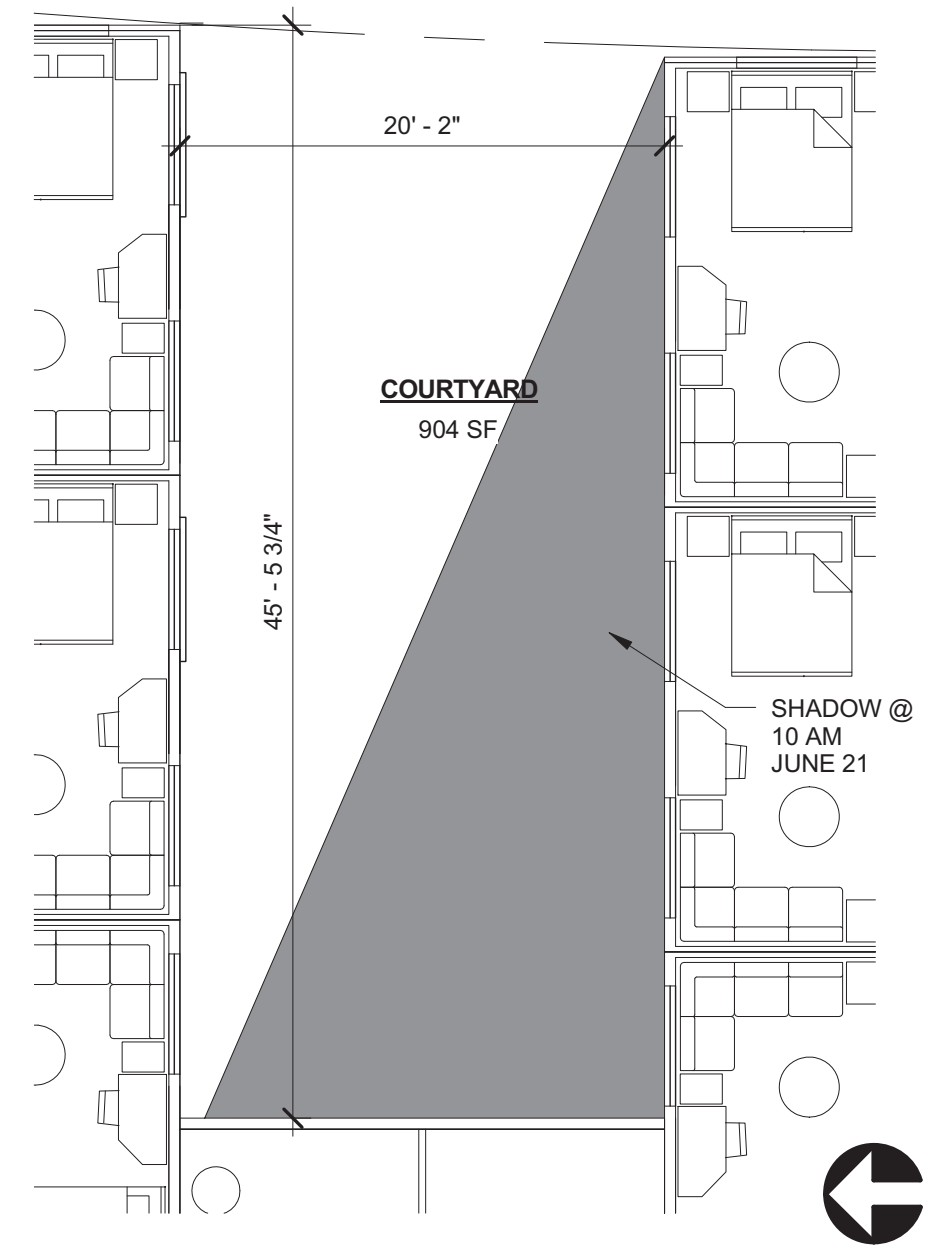 20' - 2"
COURTYARD
904 SF
45' - 5 3/4"
SHADOW @
10 AM
JUNE 21